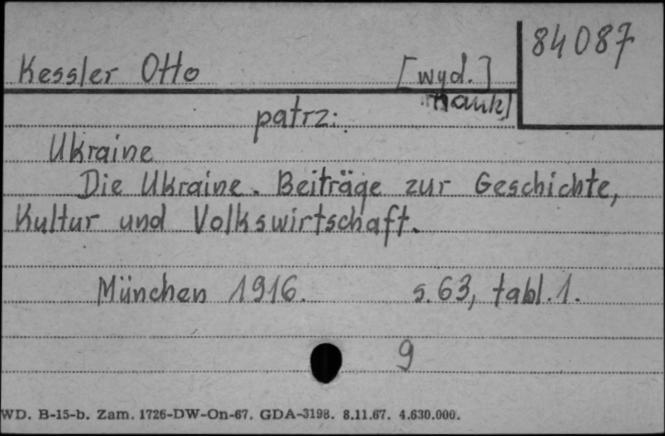 84087
Kessler Otto [wyd.]
patrz:
Ukraine
Die Ukraine. Beiträge zur Geschichte,
Kultur und Volkswirtschaft.
München 1916. s. 63, tabl. 1.
9
WD. B-15-b. Zam. 1726-DW-On-67. GDA-3198. 8.11.67. 4.630.000.